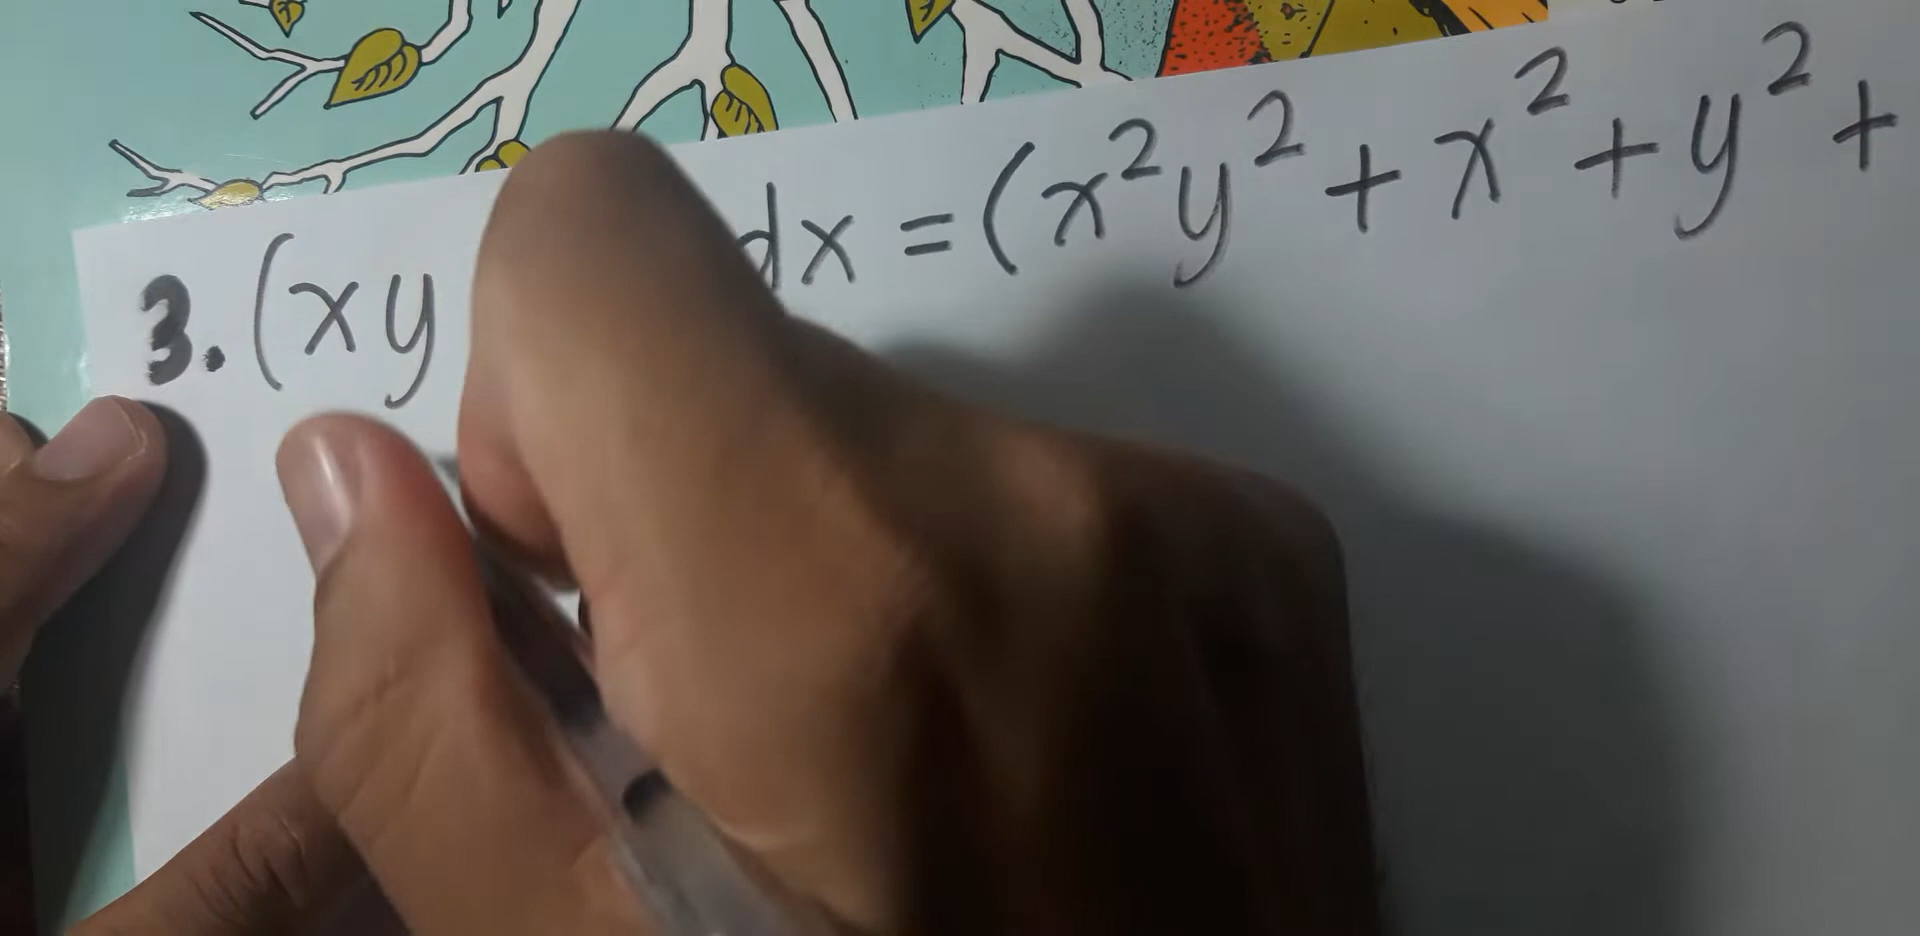 3. (xy dx = (x²y² + x² + y² +